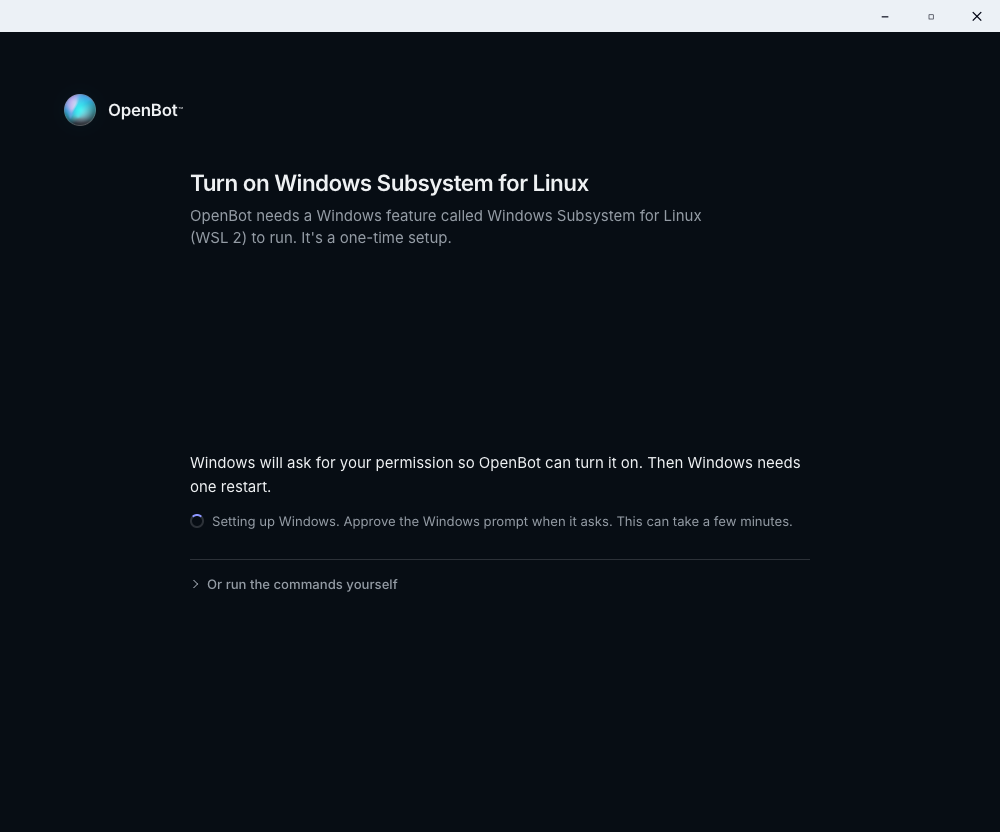 OpenBot™
Turn on Windows Subsystem for Linux
OpenBot needs a Windows feature called Windows Subsystem for Linux
(WSL 2) to run. It's a one-time setup.
Windows will ask for your permission so OpenBot can turn it on. Then Windows needs
one restart.
Setting up Windows. Approve the Windows prompt when it asks. This can take a few minutes.
Or run the commands yourself